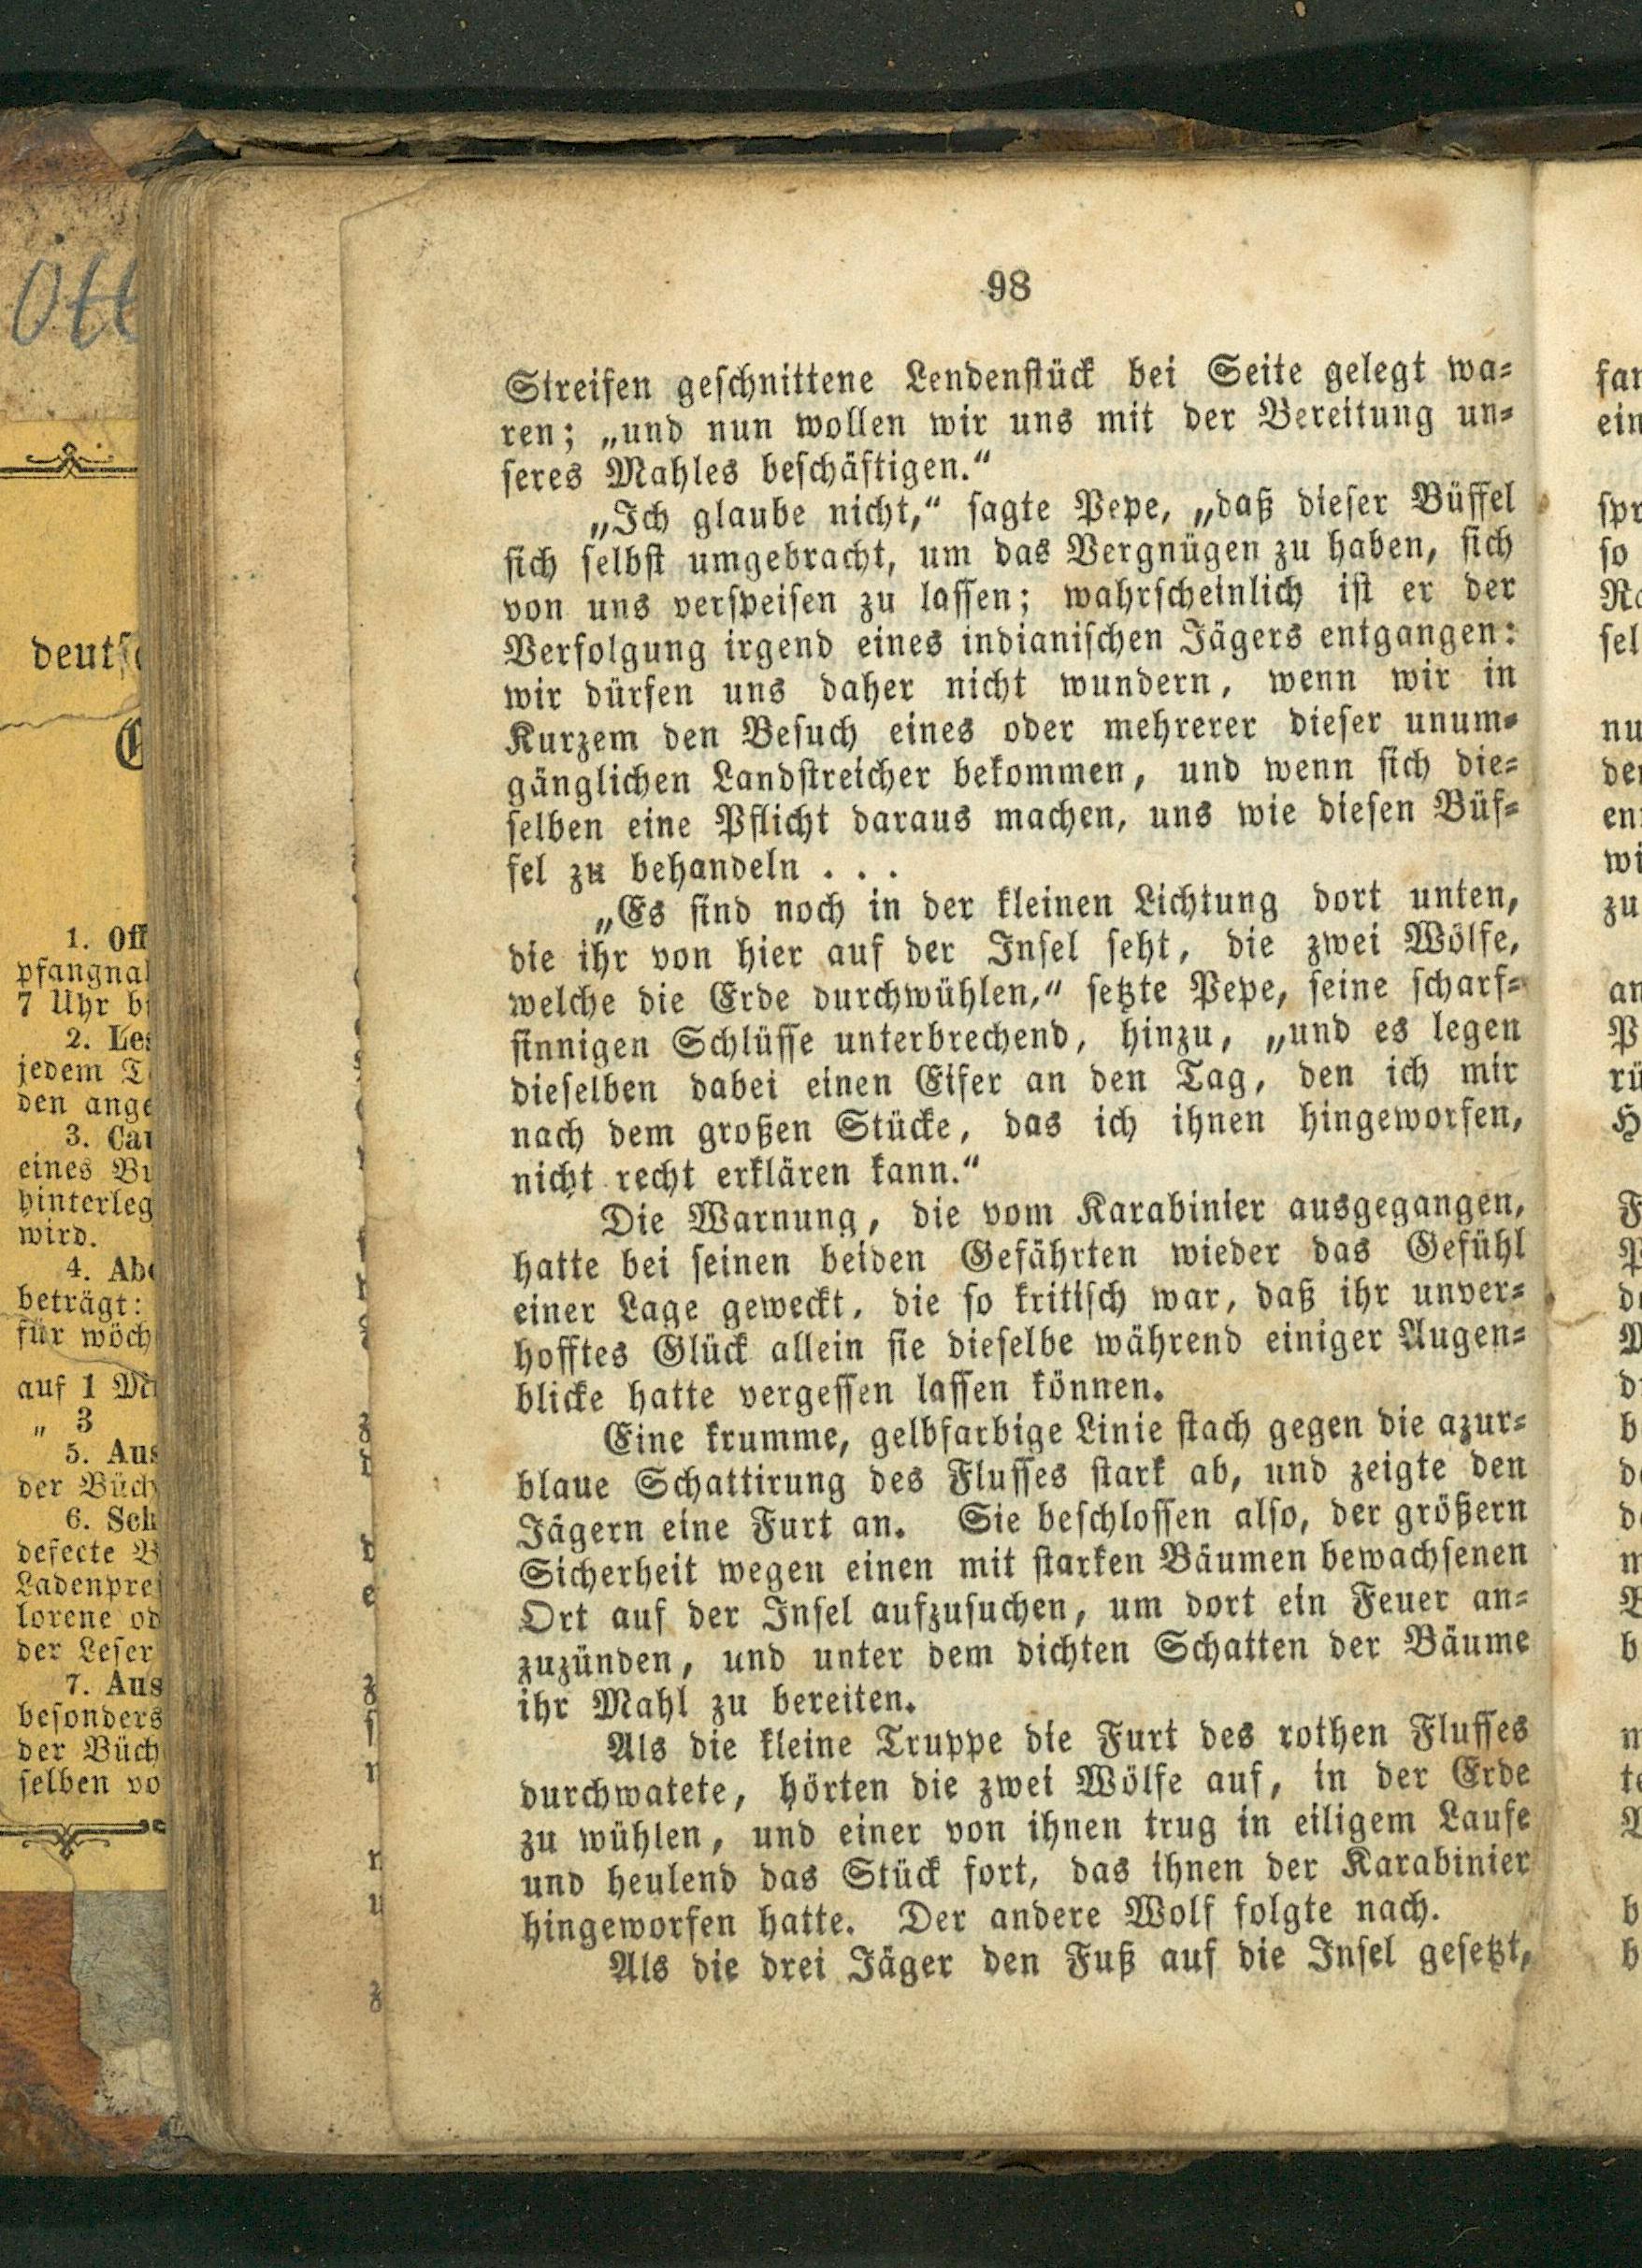 98
Streifen geschnittene Lendenstück bei Seite gelegt wa-
ren; „und nun wollen wir uns mit der Bereitung un-
seres Mahles beschäftigen.“
„Ich glaube nicht,“ sagte Pepe, „daß dieser Büffel
sich selbst umgebracht, um das Vergnügen zu haben, sich
von uns verspeisen zu lassen; wahrscheinlich ist er der
Verfolgung irgend eines indianischen Jägers entgangen:
wir dürfen uns daher nicht wundern, wenn wir in
Kurzem den Besuch eines oder mehrerer dieser unum-
gänglichen Landstreicher bekommen, und wenn sich die-
selben eine Pflicht daraus machen, uns wie diesen Büf-
fel zu behandeln . . .
„Es sind noch in der kleinen Lichtung dort unten,
die ihr von hier auf der Insel seht, die zwei Wölfe,
welche die Erde durchwühlen,“ setzte Pepe, seine scharf-
sinnigen Schlüsse unterbrechend, hinzu, „und es legen
dieselben dabei einen Eifer an den Tag, den ich mir
nach dem großen Stücke, das ich ihnen hingeworfen,
nicht recht erklären kann.“
Die Warnung, die vom Karabinier ausgegangen,
hatte bei seinen beiden Gefährten wieder das Gefühl
einer Lage geweckt, die so kritisch war, daß ihr unver-
hofftes Glück allein sie dieselbe während einiger Augen-
blicke hatte vergessen lassen können.
Eine krumme, gelbfarbige Linie stach gegen die azur-
blaue Schattirung des Flusses stark ab, und zeigte den
Jägern eine Furt an. Sie beschlossen also, der größern
Sicherheit wegen einen mit starken Bäumen bewachsenen
Ort auf der Insel aufzusuchen, um dort ein Feuer an-
zuzünden, und unter dem dichten Schatten der Bäume
ihr Mahl zu bereiten.
Als die kleine Truppe die Furt des rothen Flusses
durchwatete, hörten die zwei Wölfe auf, in der Erde
zu wühlen, und einer von ihnen trug in eiligem Laufe
und heulend das Stück fort, das ihnen der Karabinier
hingeworfen hatte. Der andere Wolf folgte nach.
Als die drei Jäger den Fuß auf die Insel gesetzt,